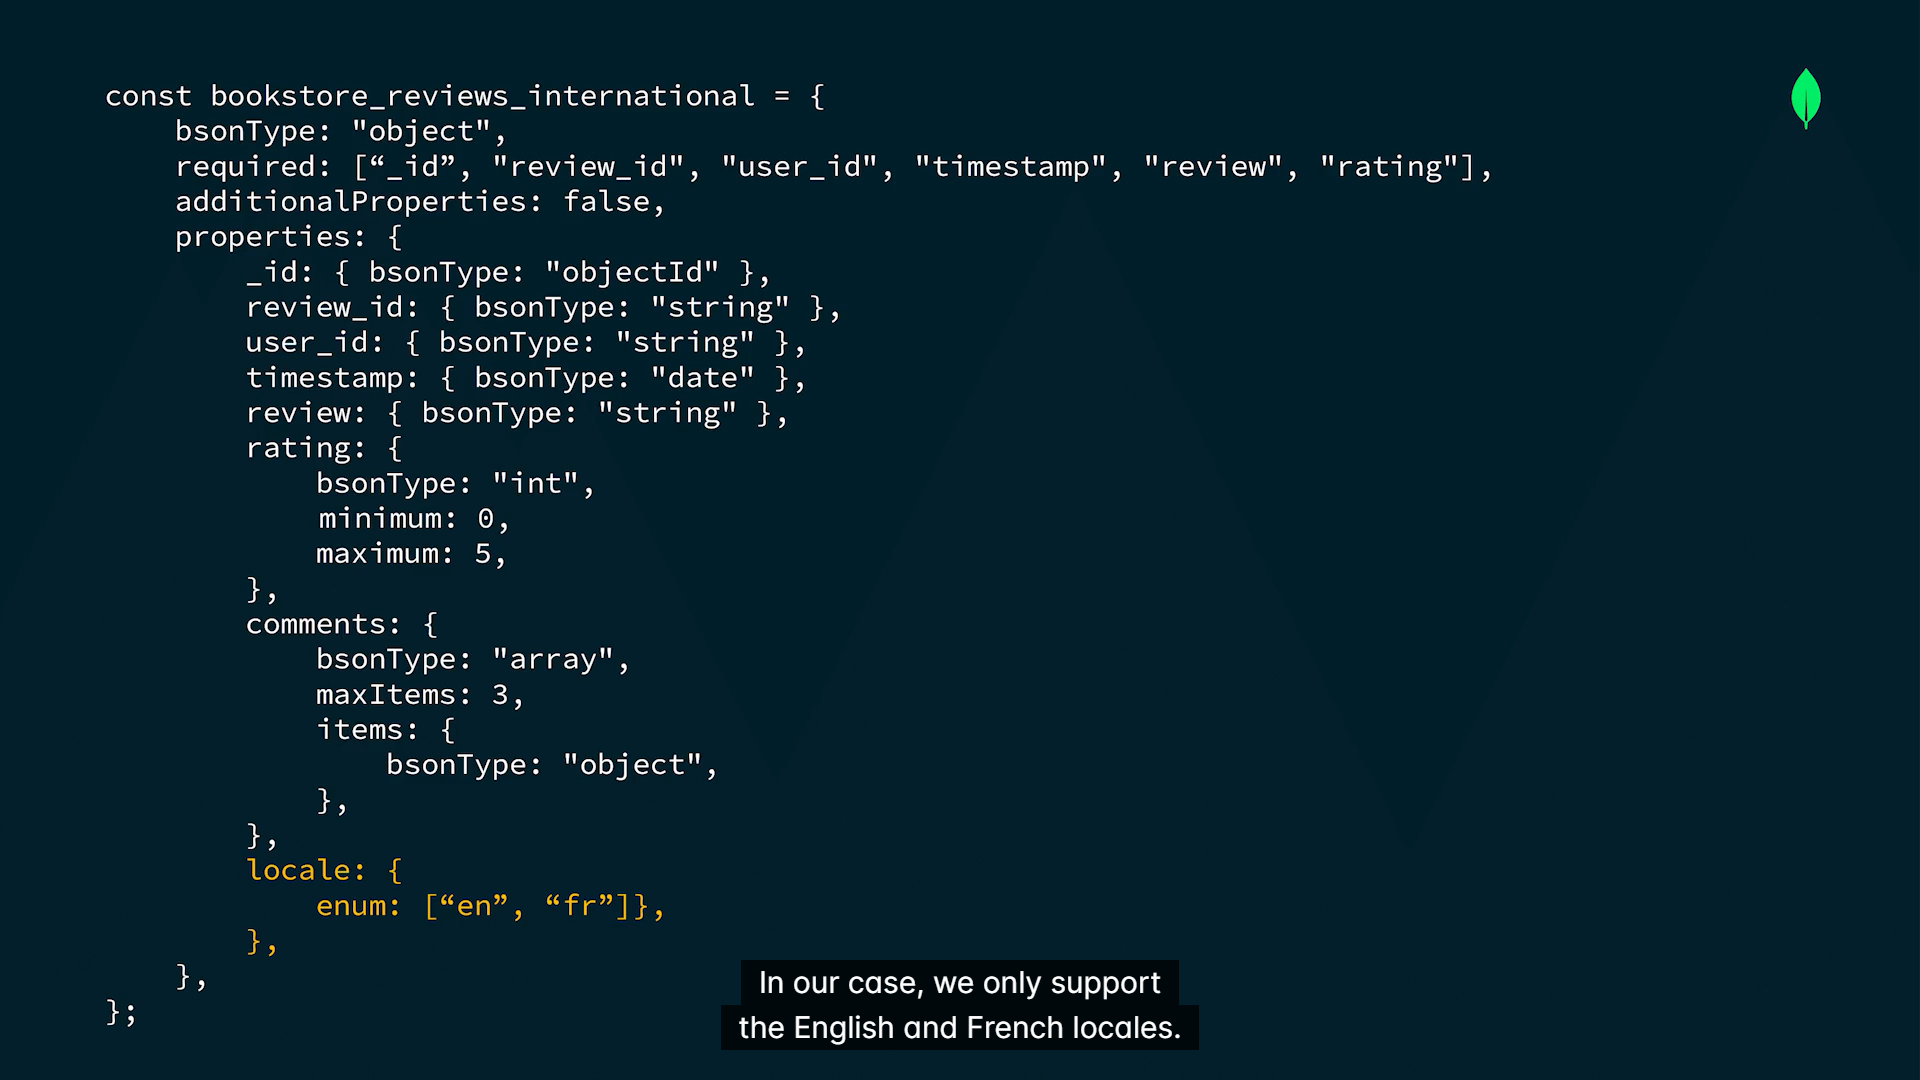 const bookstore_reviews_international = {
    bsonType: "object",
    required: [“_id”, "review_id", "user_id", "timestamp", "review", "rating"],
    additionalProperties: false,
    properties: {
        _id: { bsonType: "objectId" },
        review_id: { bsonType: "string" },
        user_id: { bsonType: "string" },
        timestamp: { bsonType: "date" },
        review: { bsonType: "string" },
        rating: {
            bsonType: "int",
            minimum: 0,
            maximum: 5,
        },
        comments: {
            bsonType: "array",
            maxItems: 3,
            items: {
                bsonType: "object",
            },
        },
        locale: {
            enum: [“en”, “fr”]},
        },
    },
};
In our case, we only support
the English and French locales.